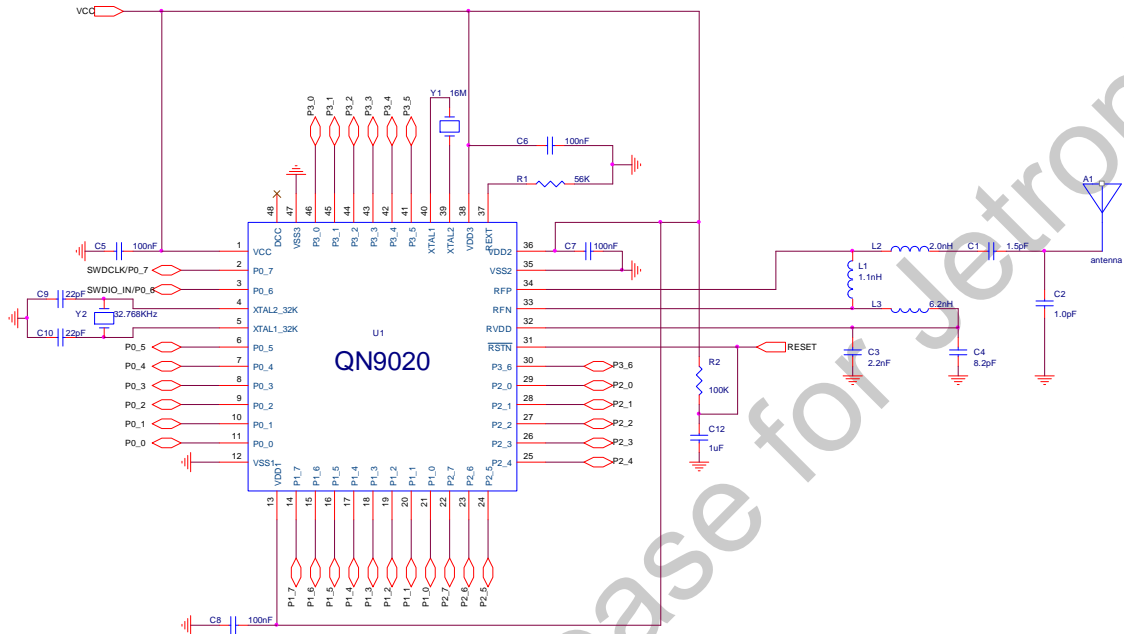 VCC
Y1 16M
P3_0
P3_1
P3_2
P3_3
P3_4
P3_5
C6 100nF
R1 56K
48 47 46 45 44 43 42 41 40 39 38 37
DCC VSS3 P3_0 P3_1 P3_2 P3_3 P3_4 P3_5 XTAL1 XTAL2 VDD3 REXT
C5 100nF
1 VCC
SWDCLK/P0_7 2 P0_7
SWDIO_IN/P0_6 3 P0_6
C9 22pF
4 XTAL2_32K
Y2 32.768KHz
5 XTAL1_32K
C10 22pF
P0_5 6 P0_5
P0_4 7 P0_4
P0_3 8 P0_3
P0_2 9 P0_2
P0_1 10 P0_1
P0_0 11 P0_0
12 VSS1
U1
QN9020
VDD2 36
C7 100nF
VSS2 35
RFP 34
RFN 33
RVDD 32
RSTN 31
RESET
P3_6 30 P3_6
P2_0 29 P2_0
P2_1 28 P2_1
P2_2 27 P2_2
P2_3 26 P2_3
P2_4 25 P2_4
R2
100K
C12
1uF
L2 2.0nH
C1 1.5pF
L1
1.1nH
L3 6.2nH
C3
2.2nF
C4
8.2pF
C2
1.0pF
A1
antenna
VDD1 P1_7 P1_6 P1_5 P1_4 P1_3 P1_2 P1_1 P1_0 P2_7 P2_6 P2_5
13 14 15 16 17 18 19 20 21 22 23 24
P1_7 P1_6 P1_5 P1_4 P1_3 P1_2 P1_1 P1_0 P2_7 P2_6 P2_5
C8 100nF
ease for Jetron